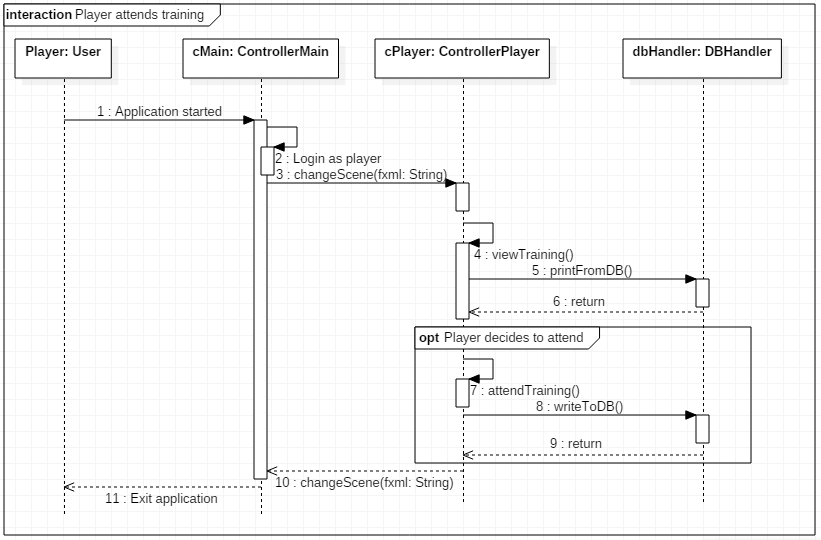 interaction Player attends training
Player: User
cMain: ControllerMain
cPlayer: ControllerPlayer
dbHandler: DBHandler
1 : Application started
2 : Login as player
3 : changeScene(fxml: String)
4 : viewTraining()
5 : printFromDB()
6 : return
opt Player decides to attend
7 : attendTraining()
8 : writeToDB()
9 : return
10 : changeScene(fxml: String)
11 : Exit application